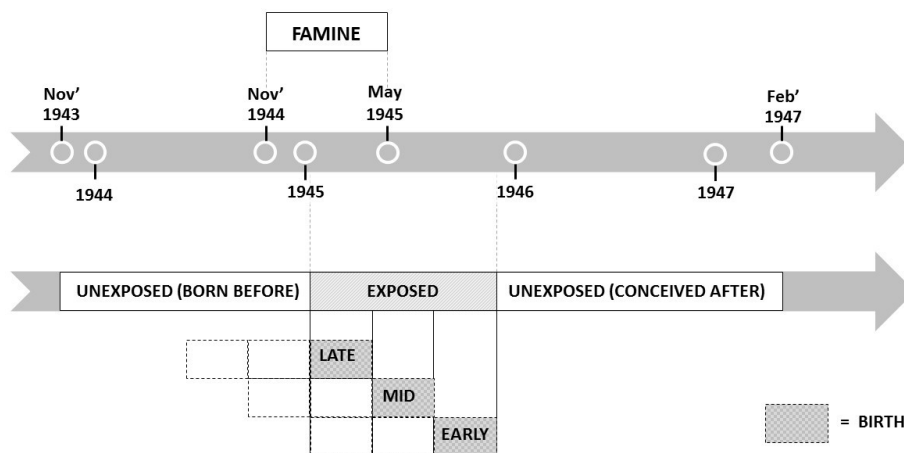 FAMINE
Nov’
1943
Nov’
1944
May
1945
Feb’
1947
1944
1945
1946
1947
UNEXPOSED (BORN BEFORE)
EXPOSED
UNEXPOSED (CONCEIVED AFTER)
LATE
MID
EARLY
= BIRTH